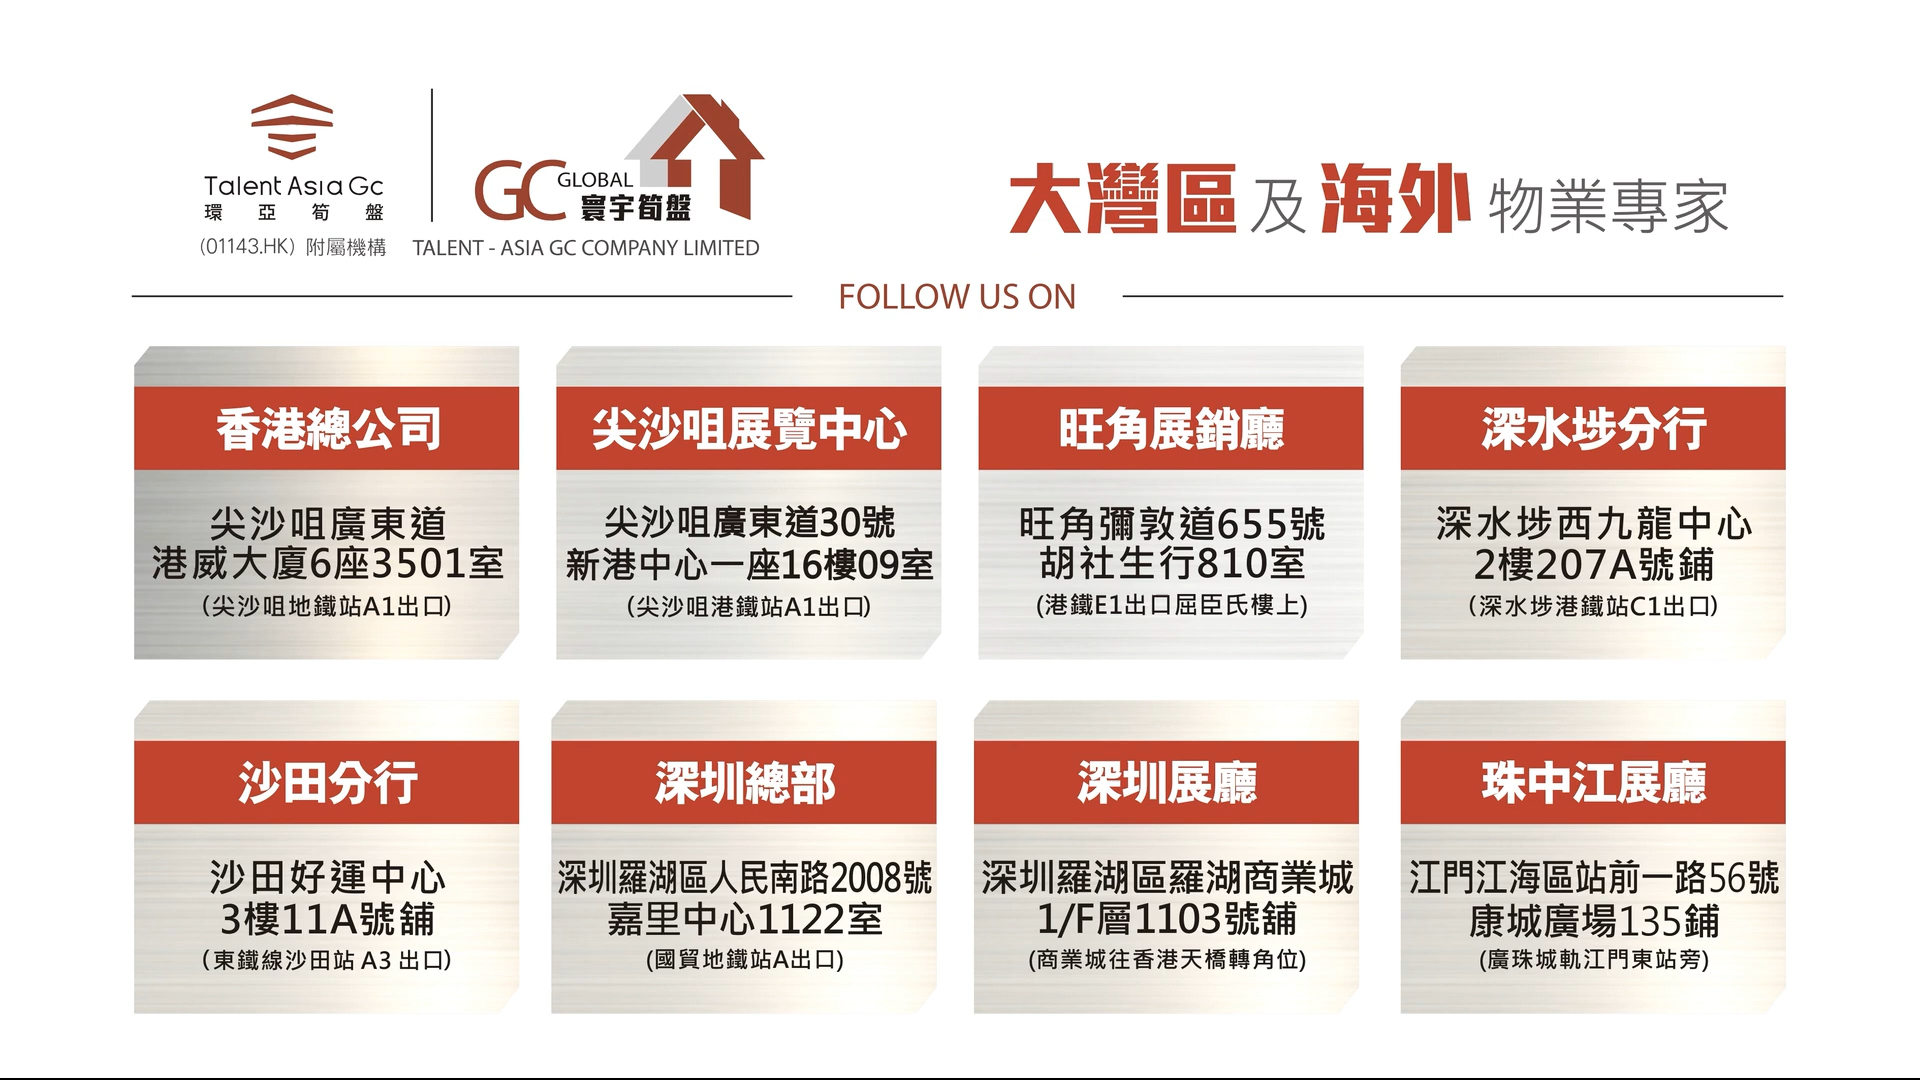 Talent Asia Gc
環亞筍盤
(01143.HK) 附屬機構
GC GLOBAL
寰宇筍盤
TALENT - ASIA GC COMPANY LIMITED
大灣區及海外物業專家
FOLLOW US ON
香港總公司
尖沙咀廣東道
港威大廈6座3501室
(尖沙咀地鐵站A1出口)
尖沙咀展覽中心
尖沙咀廣東道30號
新港中心一座16樓09室
(尖沙咀港鐵站A1出口)
旺角展銷廳
旺角彌敦道655號
胡社生行810室
(港鐵E1出口屈臣氏樓上)
深水埗分行
深水埗西九龍中心
2樓207A號鋪
(深水埗港鐵站C1出口)
沙田分行
沙田好運中心
3樓11A號舖
(東鐵線沙田站 A3 出口)
深圳總部
深圳羅湖區人民南路2008號
嘉里中心1122室
(國貿地鐵站A出口)
深圳展廳
深圳羅湖區羅湖商業城
1/F層1103號舖
(商業城往香港天橋轉角位)
珠中江展廳
江門江海區站前一路56號
康城廣場135鋪
(廣珠城軌江門東站旁)